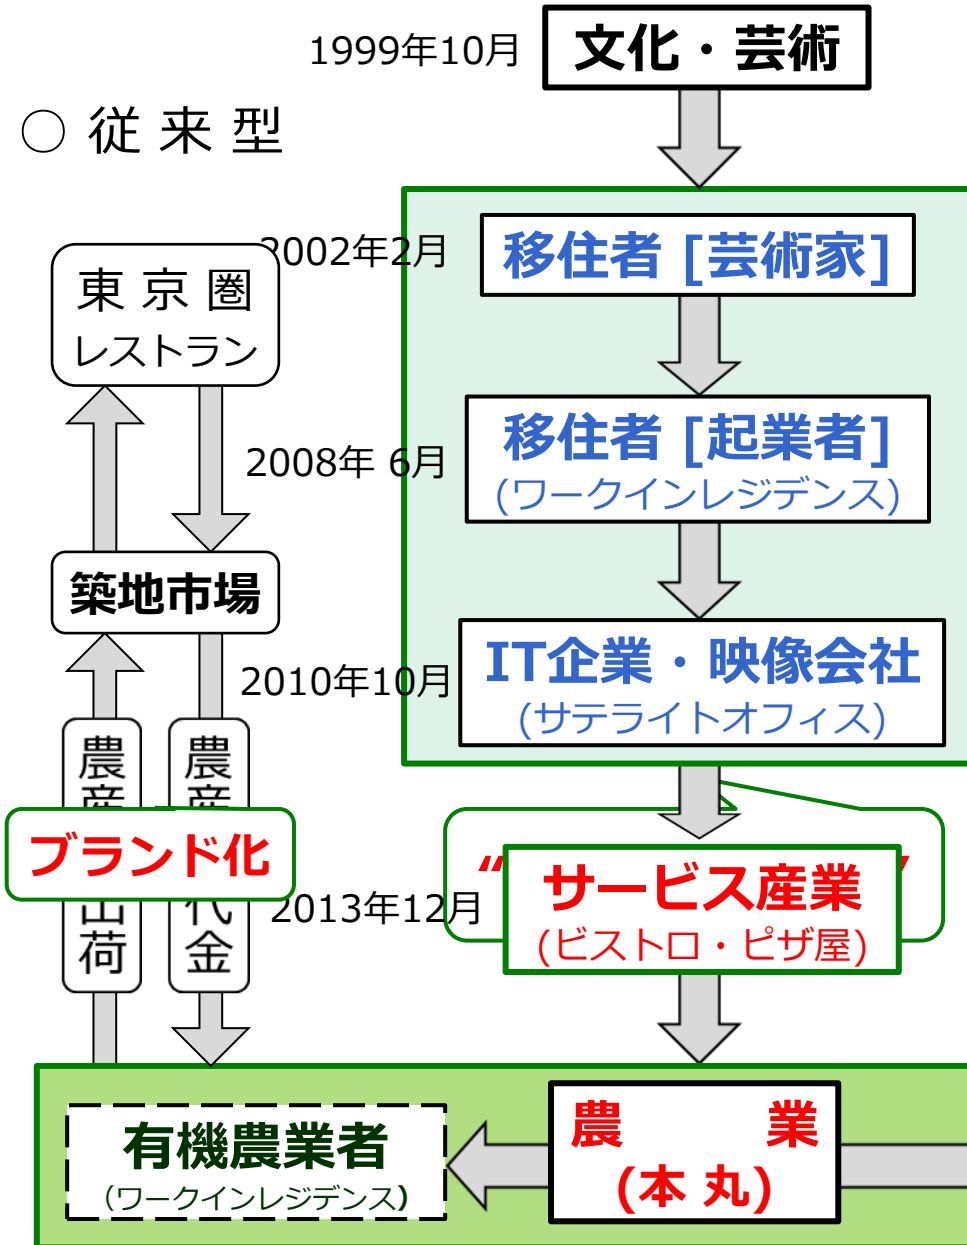 1999年10月
文化・芸術
○ 従 来 型
2002年2月
移住者 [芸術家]
東 京 圏
レストラン
2008年 6月
移住者 [起業者]
(ワークインレジデンス)
築地市場
2010年10月
IT企業・映像会社
(サテライトオフィス)
農産
出荷
農産
代金
ブランド化
2013年12月
サービス産業
(ビストロ・ピザ屋)
有機農業者
(ワークインレジデンス)
農 業
(本 丸)